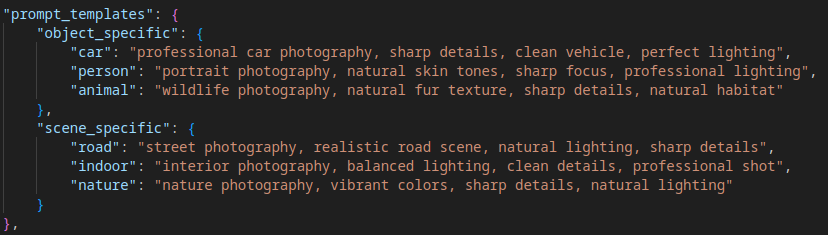 "prompt_templates": {
"object_specific": {
"car": "professional car photography, sharp details, clean vehicle, perfect lighting",
"person": "portrait photography, natural skin tones, sharp focus, professional lighting",
"animal": "wildlife photography, natural fur texture, sharp details, natural habitat"
},
"scene_specific": {
"road": "street photography, realistic road scene, natural lighting, sharp details",
"indoor": "interior photography, balanced lighting, clean details, professional shot",
"nature": "nature photography, vibrant colors, sharp details, natural lighting"
}
},